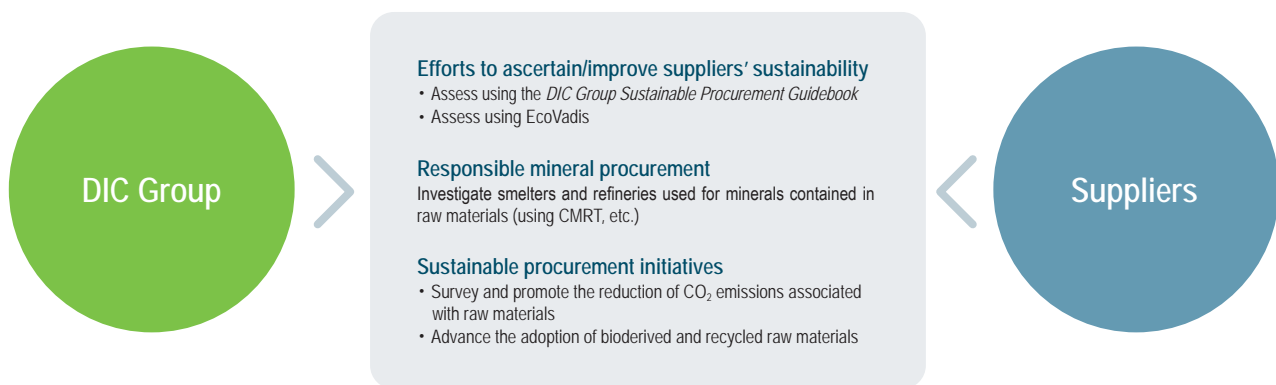 DIC Group
Efforts to ascertain/improve suppliers' sustainability
• Assess using the DIC Group Sustainable Procurement Guidebook
• Assess using EcoVadis
Responsible mineral procurement
Investigate smelters and refineries used for minerals contained in
raw materials (using CMRT, etc.)
Sustainable procurement initiatives
• Survey and promote the reduction of CO₂ emissions associated
with raw materials
• Advance the adoption of bioderived and recycled raw materials
Suppliers